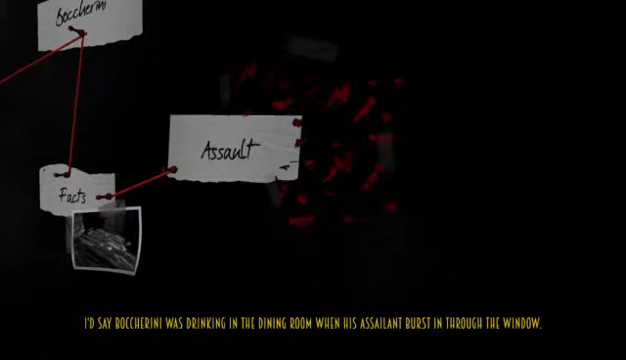 Boccherini
Assault
Facts
I'D SAY BOCCHERINI WAS DRINKING IN THE DINING ROOM WHEN HIS ASSAILANT BURST IN THROUGH THE WINDOW.